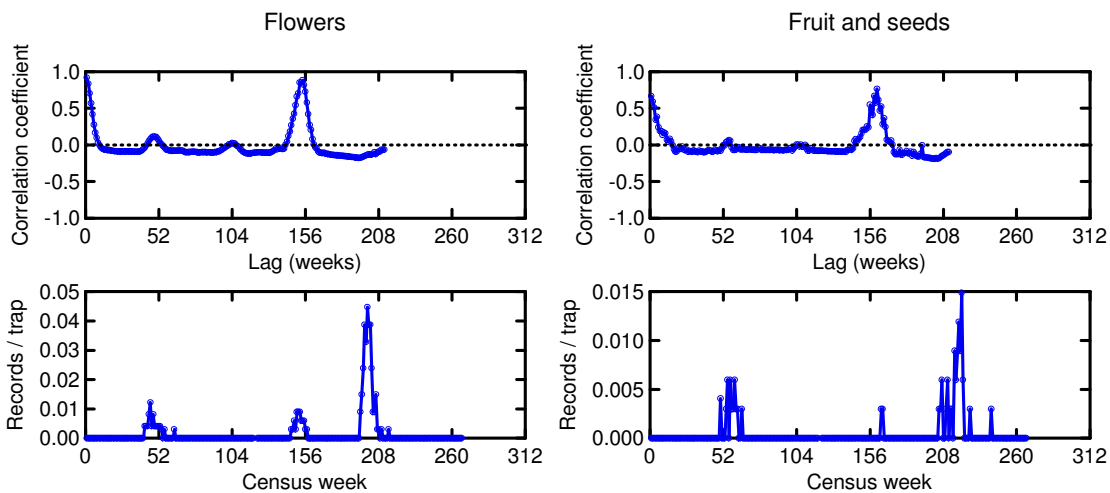 Flowers
Fruit and seeds
Correlation coefficient
1.0
0.5
0.0
-0.5
-1.0
0 52 104 156 208 260 312
Lag (weeks)
Correlation coefficient
1.0
0.5
0.0
-0.5
-1.0
0 52 104 156 208 260 312
Lag (weeks)
Records / trap
0.05
0.04
0.03
0.02
0.01
0.00
0 52 104 156 208 260 312
Census week
Records / trap
0.015
0.010
0.005
0.000
0 52 104 156 208 260 312
Census week